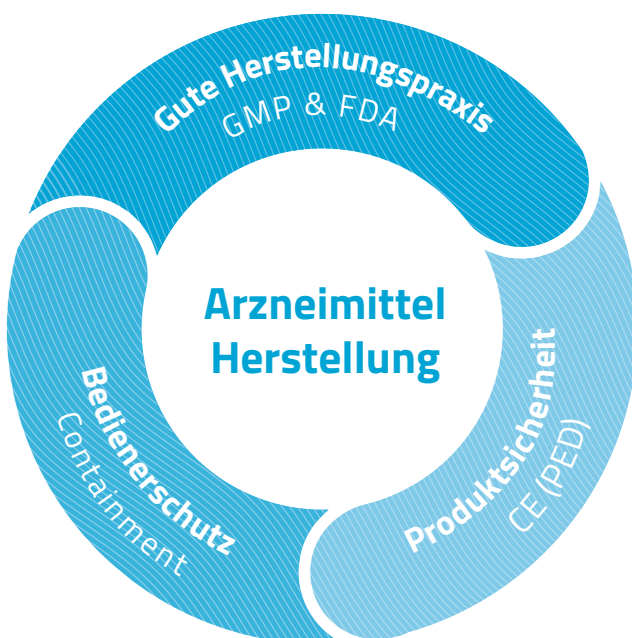 Gute Herstellungspraxis
GMP & FDA
Arzneimittel
Herstellung
Produktsicherheit
CE (PED)
Bedienerschutz
Containment